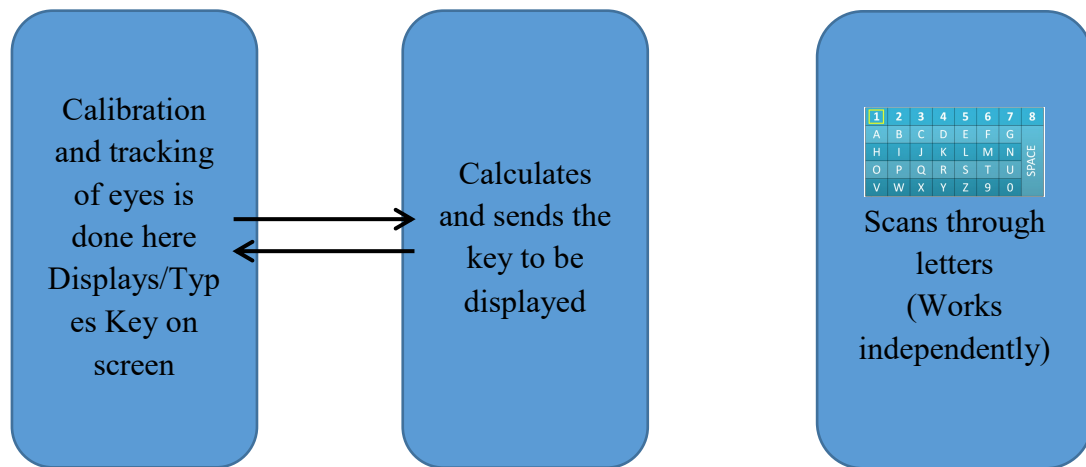 Calibration
and tracking
of eyes is
done here
Displays/Typ
es Key on
screen
Calculates
and sends the
key to be
displayed
1 2 3 4 5 6 7 8
A B C D E F G
H I J K L M N
O P Q R S T U
V W X Y Z 9 0
SPACE
Scans through
letters
(Works
independently)